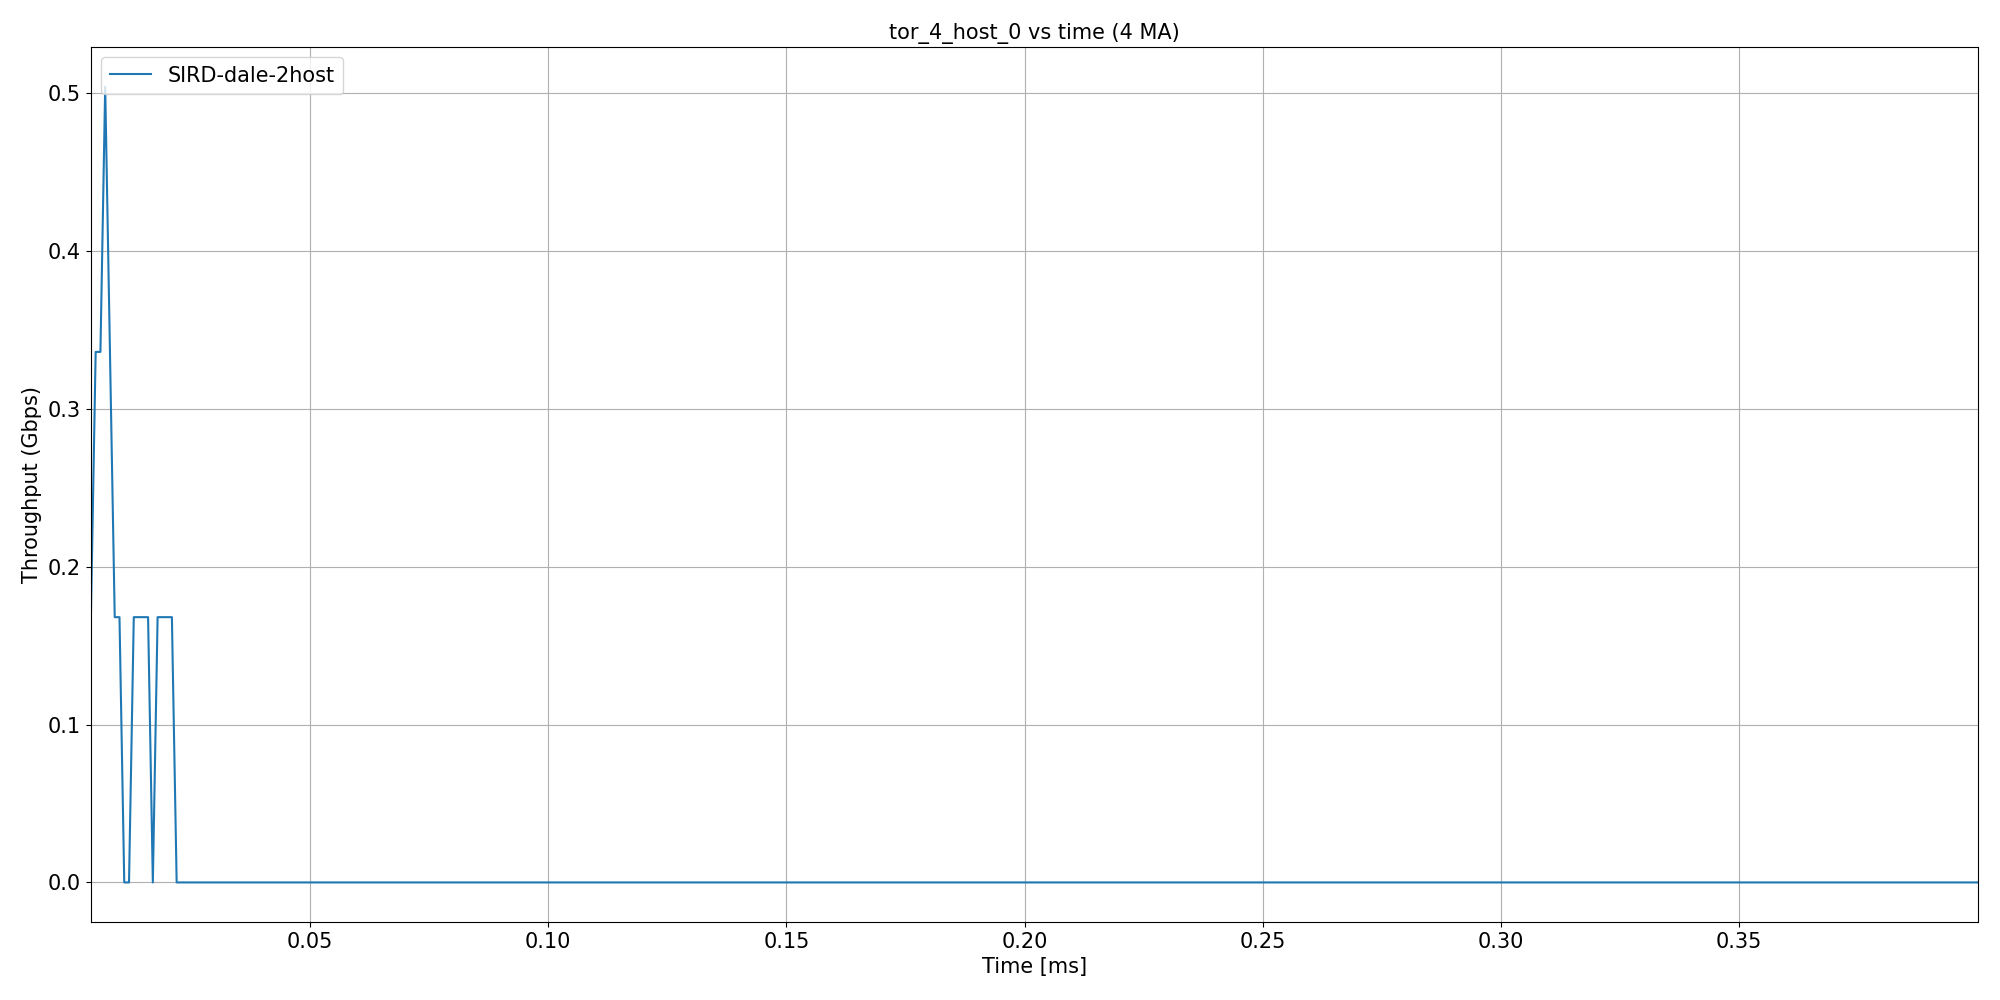 tor_4_host_0 vs time (4 MA)
SIRD-dale-2host
Throughput (Gbps)
0.5
0.4
0.3
0.2
0.1
0.0
0.05 0.10 0.15 0.20 0.25 0.30 0.35
Time [ms]